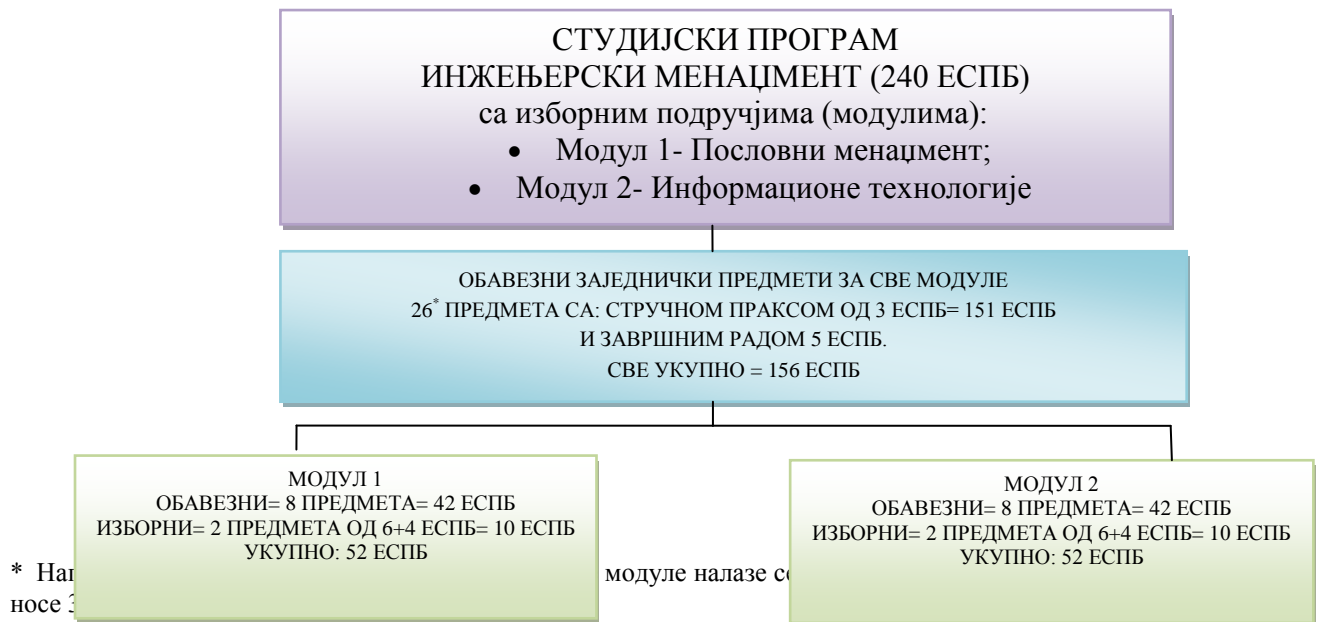 СТУДИЈСКИ ПРОГРАМ
ИНЖЕЊЕРСКИ МЕНАЏМЕНТ (240 ЕСПБ)
са изборним подручјима (модулима):
• Модул 1- Пословни менаџмент;
• Модул 2- Информационе технологије
ОБАВЕЗНИ ЗАЈЕДНИЧКИ ПРЕДМЕТИ ЗА СВЕ МОДУЛЕ
26* ПРЕДМЕТА СА: СТРУЧНОМ ПРАКСОМ ОД 3 ЕСПБ= 151 ЕСПБ
И ЗАВРШНИМ РАДОМ 5 ЕСПБ.
СВЕ УКУПНО = 156 ЕСПБ
МОДУЛ 1
ОБАВЕЗНИ= 8 ПРЕДМЕТА= 42 ЕСПБ
ИЗБОРНИ= 2 ПРЕДМЕТА ОД 6+4 ЕСПБ= 10 ЕСПБ
УКУПНО: 52 ЕСПБ
МОДУЛ 2
ОБАВЕЗНИ= 8 ПРЕДМЕТА= 42 ЕСПБ
ИЗБОРНИ= 2 ПРЕДМЕТА ОД 6+4 ЕСПБ= 10 ЕСПБ
УКУПНО: 52 ЕСПБ
* модуле налазе
носе